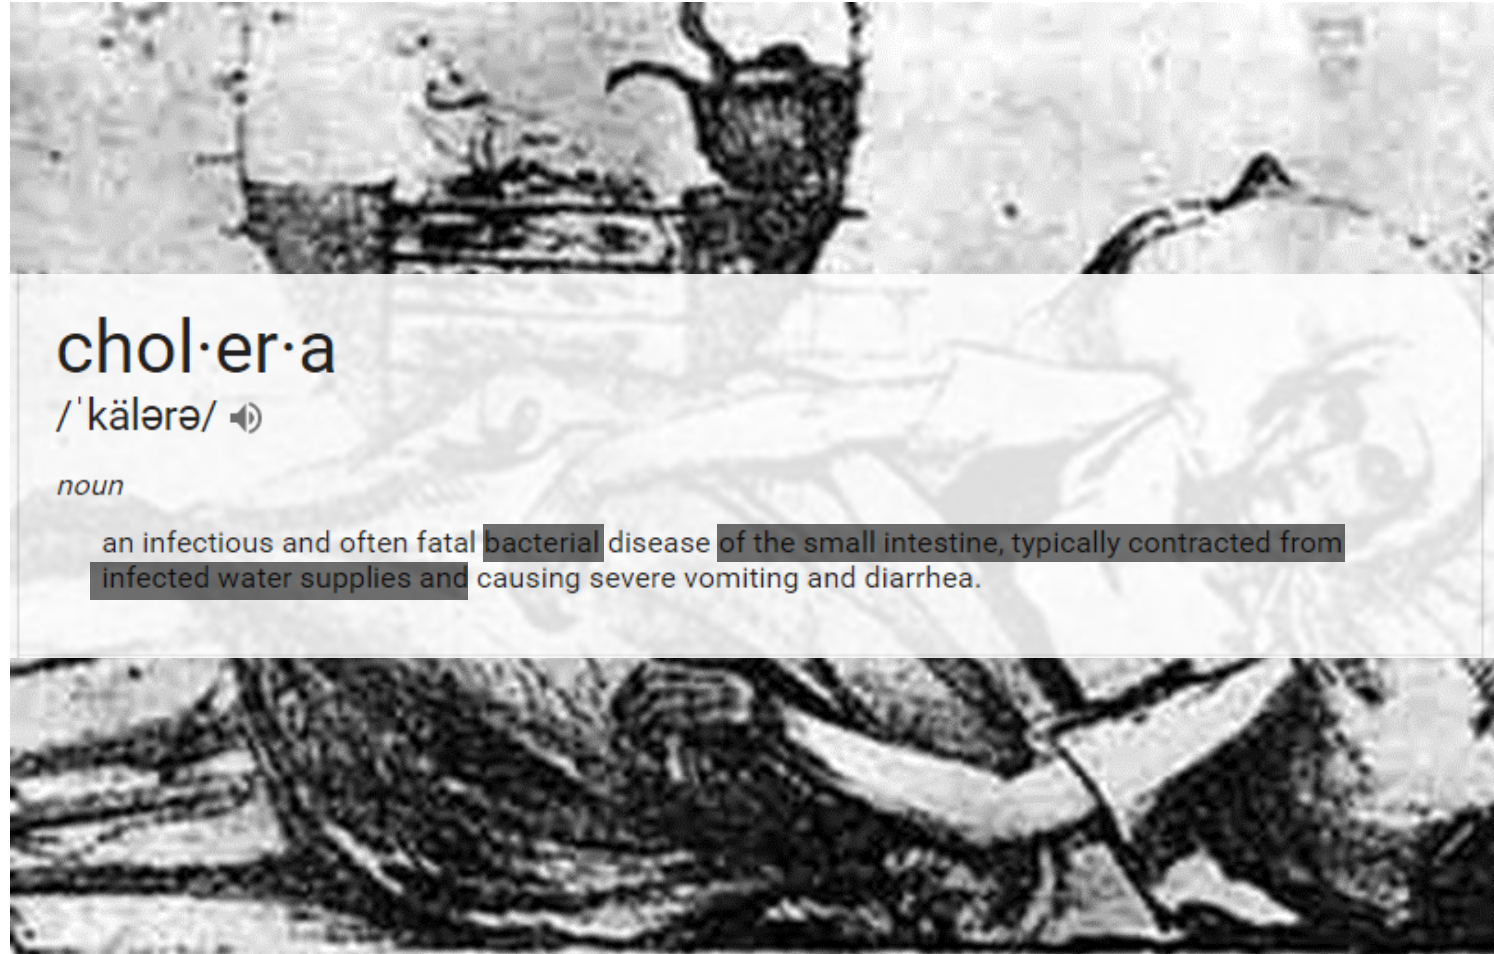 chol·er·a
/ˈkälərə/
noun
an infectious and often fatal bacterial disease of the small intestine, typically contracted from
infected water supplies and causing severe vomiting and diarrhea.